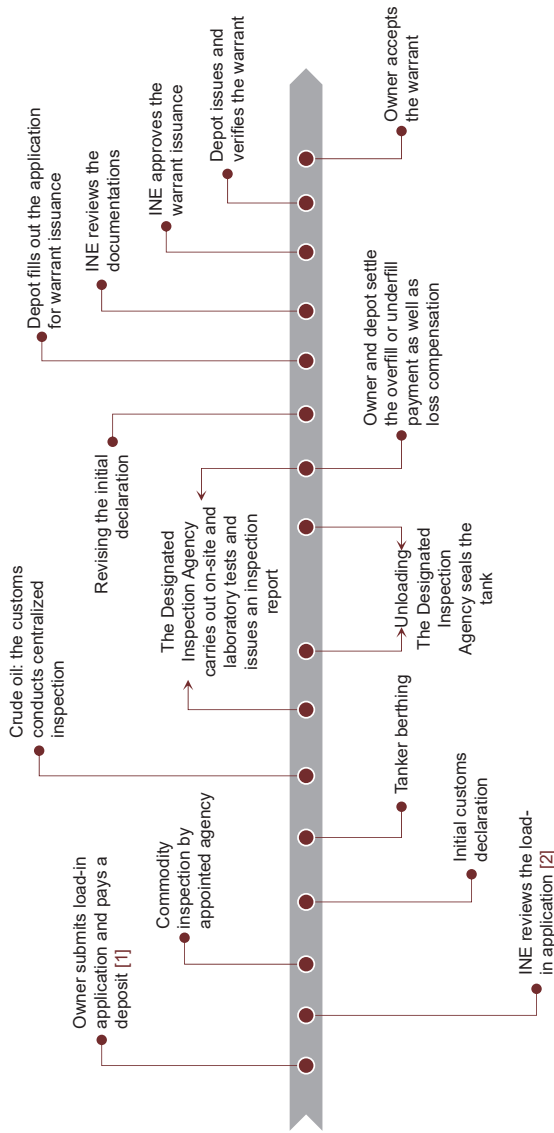 Owner submits load-in
application and pays a
deposit [1]
INE reviews the load-
in application [2]
Commodity
inspection by
appointed agency
Initial customs
declaration
Tanker berthing
Crude oil: the customs
conducts centralized
inspection
The Designated
Inspection Agency
carries out on-site and
laboratory tests and
issues an inspection
report
Unloading
The Designated
Inspection
Agency seals the
tank
Owner and depot settle
the overfill or underfill
payment as well as
loss compensation
Revising the initial
declaration
Depot fills out the application
for warrant issuance
INE reviews the
documentations
INE approves the
warrant issuance
Depot issues and
verifies the warrant
Owner accepts
the warrant